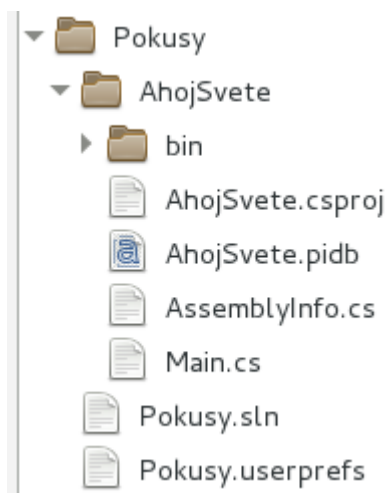 Pokusy
AhojSvete
bin
AhojSvete.csproj
AhojSvete.pidb
AssemblyInfo.cs
Main.cs
Pokusy.sln
Pokusy.userprefs